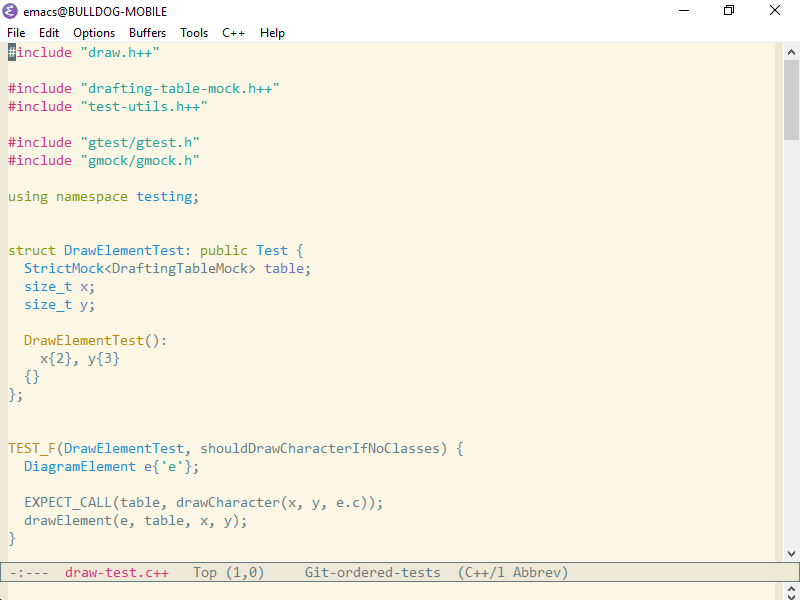 emacs@BULLDOG-MOBILE
File Edit Options Buffers Tools C++ Help
#include "draw.h++"
#include "drafting-table-mock.h++"
#include "test-utils.h++"
#include "gtest/gtest.h"
#include "gmock/gmock.h"
using namespace testing;
struct DrawElementTest: public Test {
  StrictMock<DraftingTableMock> table;
  size_t x;
  size_t y;
  DrawElementTest():
    x{2}, y{3}
  {}
};
TEST_F(DrawElementTest, shouldDrawCharacterIfNoClasses) {
  DiagramElement e{'e'};
  EXPECT_CALL(table, drawCharacter(x, y, e.c));
  drawElement(e, table, x, y);
}
-:--- draw-test.c++ Top (1,0) Git-ordered-tests (C++/l Abbrev)